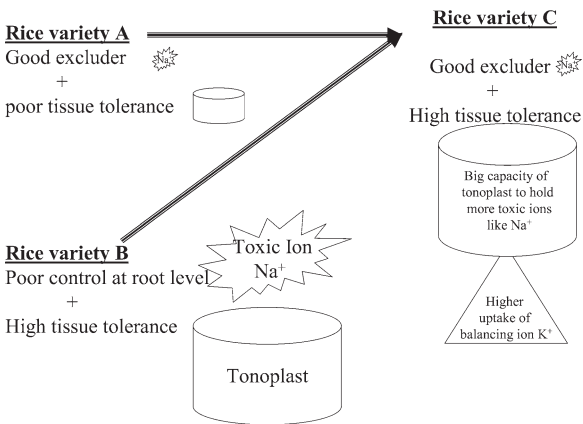 Rice variety A
Good excluder
Na⁺
+
poor tissue tolerance
Rice variety B
Poor control at root level
+
High tissue tolerance
Toxic Ion
Na⁺
Tonoplast
Rice variety C
Good excluder
Na⁺
+
High tissue tolerance
Big capacity of
tonoplast to hold
more toxic ions
like Na⁺
Higher
uptake of
balancing ion K⁺